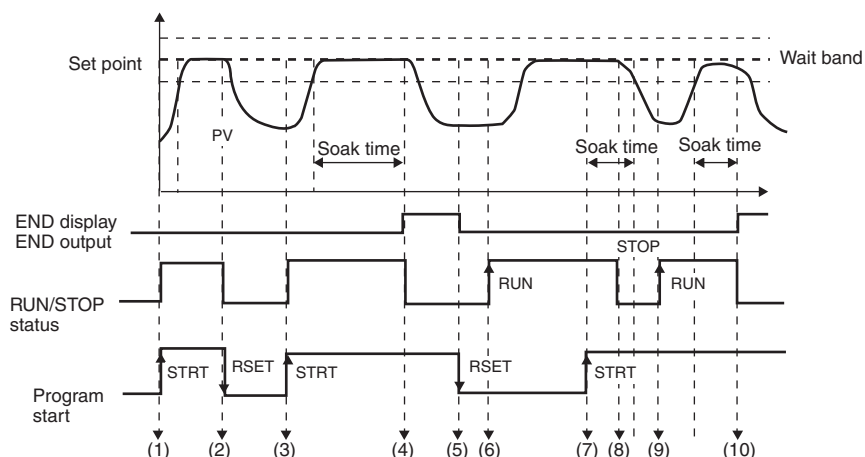 Set point
Wait band
PV
Soak time
Soak time
Soak time
END display
END output
STOP
RUN
RUN
RUN/STOP
status
STRT
RSET
STRT
RSET
STRT
Program
start
(1) (2) (3) (4) (5) (6) (7) (8) (9) (10)